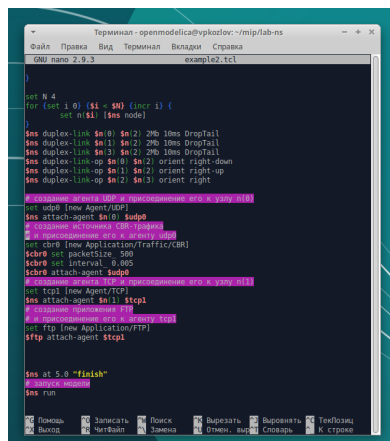 Терминал - openmodelica@vpkozlov: ~/mip/lab-ns
Файл Правка Вид Терминал Вкладки Справка
GNU nano 2.9.3 example2.tcl
}
set N 4
for {set i 0} {$i < $N} {incr i} {
set n($i) [$ns node]
}
$ns duplex-link $n(0) $n(2) 2Mb 10ms DropTail
$ns duplex-link $n(1) $n(2) 2Mb 10ms DropTail
$ns duplex-link $n(3) $n(2) 2Mb 10ms DropTail
$ns duplex-link-op $n(0) $n(2) orient right-down
$ns duplex-link-op $n(1) $n(2) orient right-up
$ns duplex-link-op $n(2) $n(3) orient right
# создание агента UDP и присоединение его к узлу n(0)
set udp0 [new Agent/UDP]
$ns attach-agent $n(0) $udp0
# создание источника CBR-трафика
# и присоединение его к агенту udp0
set cbr0 [new Application/Traffic/CBR]
$cbr0 set packetSize_ 500
$cbr0 set interval_ 0.005
$cbr0 attach-agent $udp0
# создание агента TCP и присоединение его к узлу n(1)
set tcp1 [new Agent/TCP]
$ns attach-agent $n(1) $tcp1
# создание приложения FTP
# и присоединение его к агенту tcp1
set ftp [new Application/FTP]
$ftp attach-agent $tcp1
$ns at 5.0 "finish"
# запуск модели
$ns run
^G Помощь ^O Записать ^W Поиск ^K Вырезать ^J Выровнять ^C ТекПозиц
^X Выход ^R ЧитФайл ^\ Замена ^U Отмен. выре ^T Словарь ^_ К строке